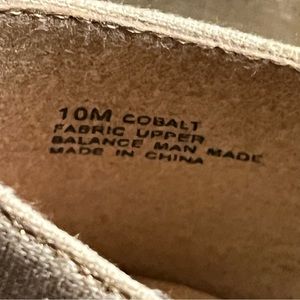 10M COBALT
FABRIC UPPER
BALANCE MAN MADE
MADE IN CHINA